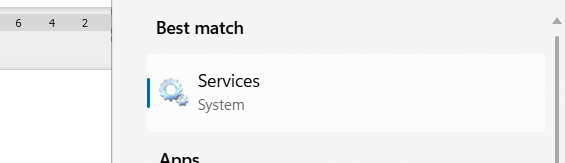 6 4 2
Best match
Services
System
Apps